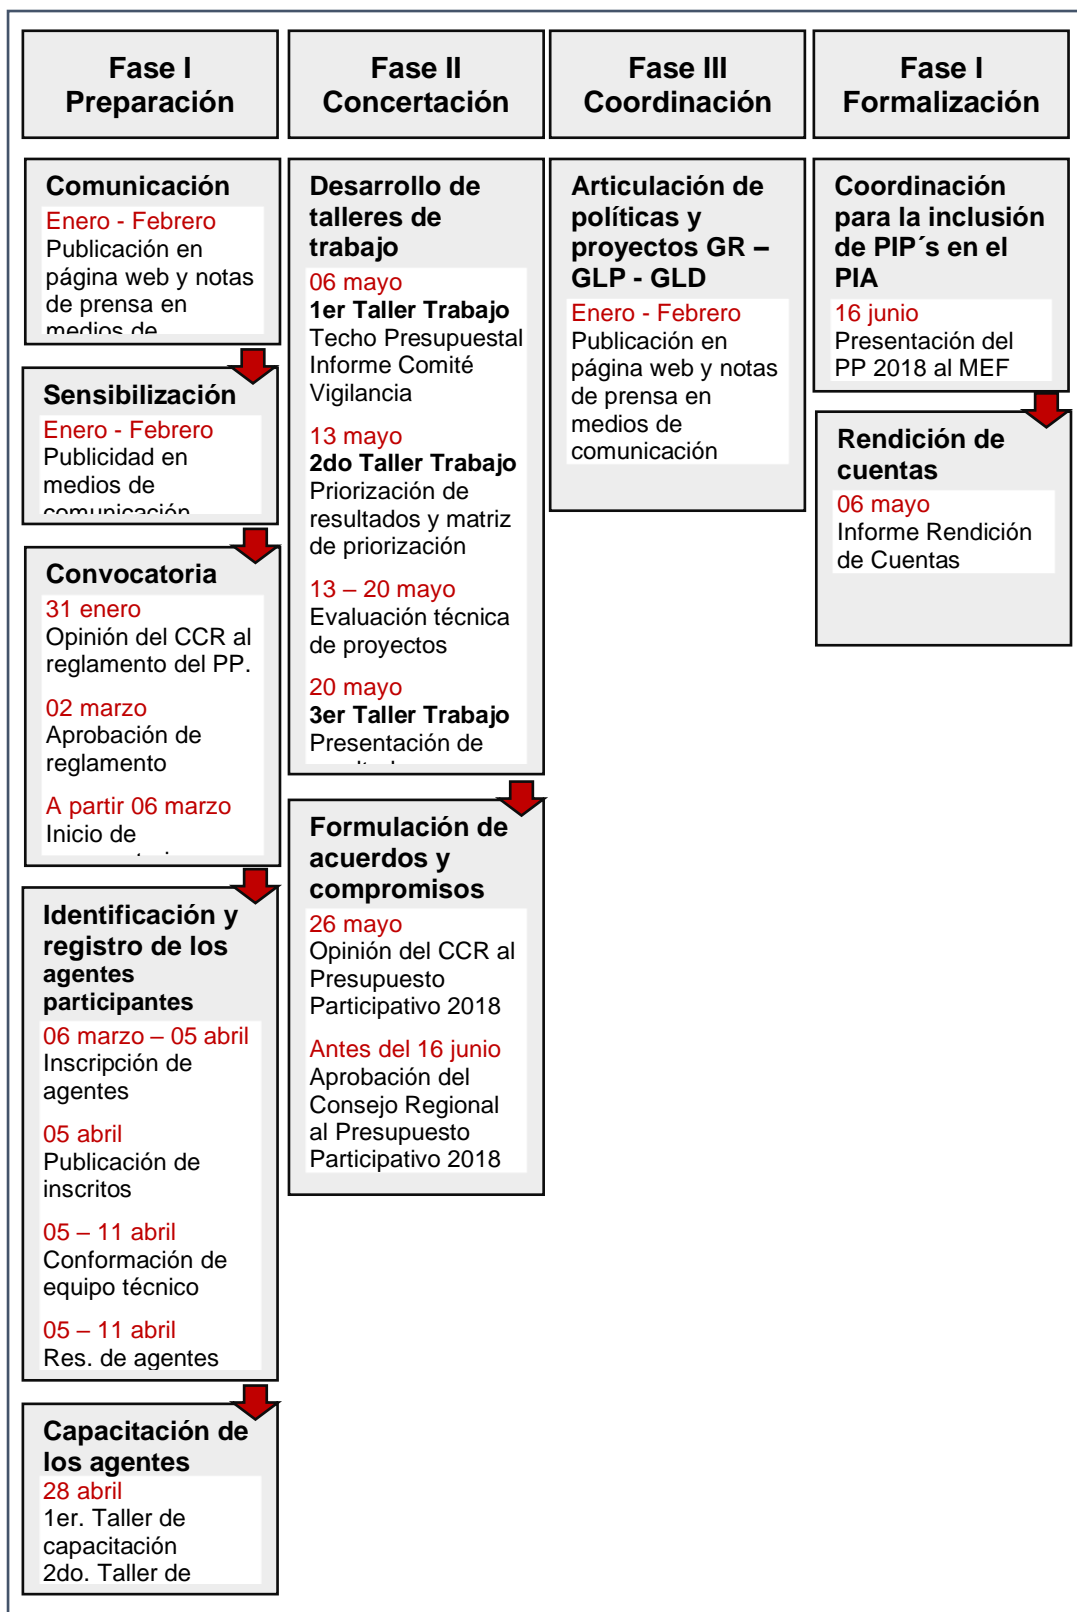 Fase I
Preparación
Fase II
Concertación
Fase III
Coordinación
Fase I
Formalización
Comunicación
Enero - Febrero
Publicación en
página web y notas
de prensa en
medios de
Sensibilización
Enero - Febrero
Publicidad en
medios de
comunicación
Convocatoria
31 enero
Opinión del CCR al
reglamento del PP.
02 marzo
Aprobación de
reglamento
A partir 06 marzo
Inicio de
Identificación y
registro de los
agentes
participantes
06 marzo – 05 abril
Inscripción de
agentes
05 abril
Publicación de
inscritos
05 – 11 abril
Conformación de
equipo técnico
05 – 11 abril
Res. de agentes
Capacitación de
los agentes
28 abril
1er. Taller de
capacitación
2do. Taller de
Desarrollo de
talleres de
trabajo
06 mayo
1er Taller Trabajo
Techo Presupuestal
Informe Comité
Vigilancia
13 mayo
2do Taller Trabajo
Priorización de
resultados y matriz
de priorización
13 – 20 mayo
Evaluación técnica
de proyectos
20 mayo
3er Taller Trabajo
Presentación de
Formulación de
acuerdos y
compromisos
26 mayo
Opinión del CCR al
Presupuesto
Participativo 2018
Antes del 16 junio
Aprobación del
Consejo Regional
al Presupuesto
Participativo 2018
Articulación de
políticas y
proyectos GR –
GLP - GLD
Enero - Febrero
Publicación en
página web y notas
de prensa en
medios de
comunicación
Coordinación
para la inclusión
de PIP´s en el
PIA
16 junio
Presentación del
PP 2018 al MEF
Rendición de
cuentas
06 mayo
Informe Rendición
de Cuentas